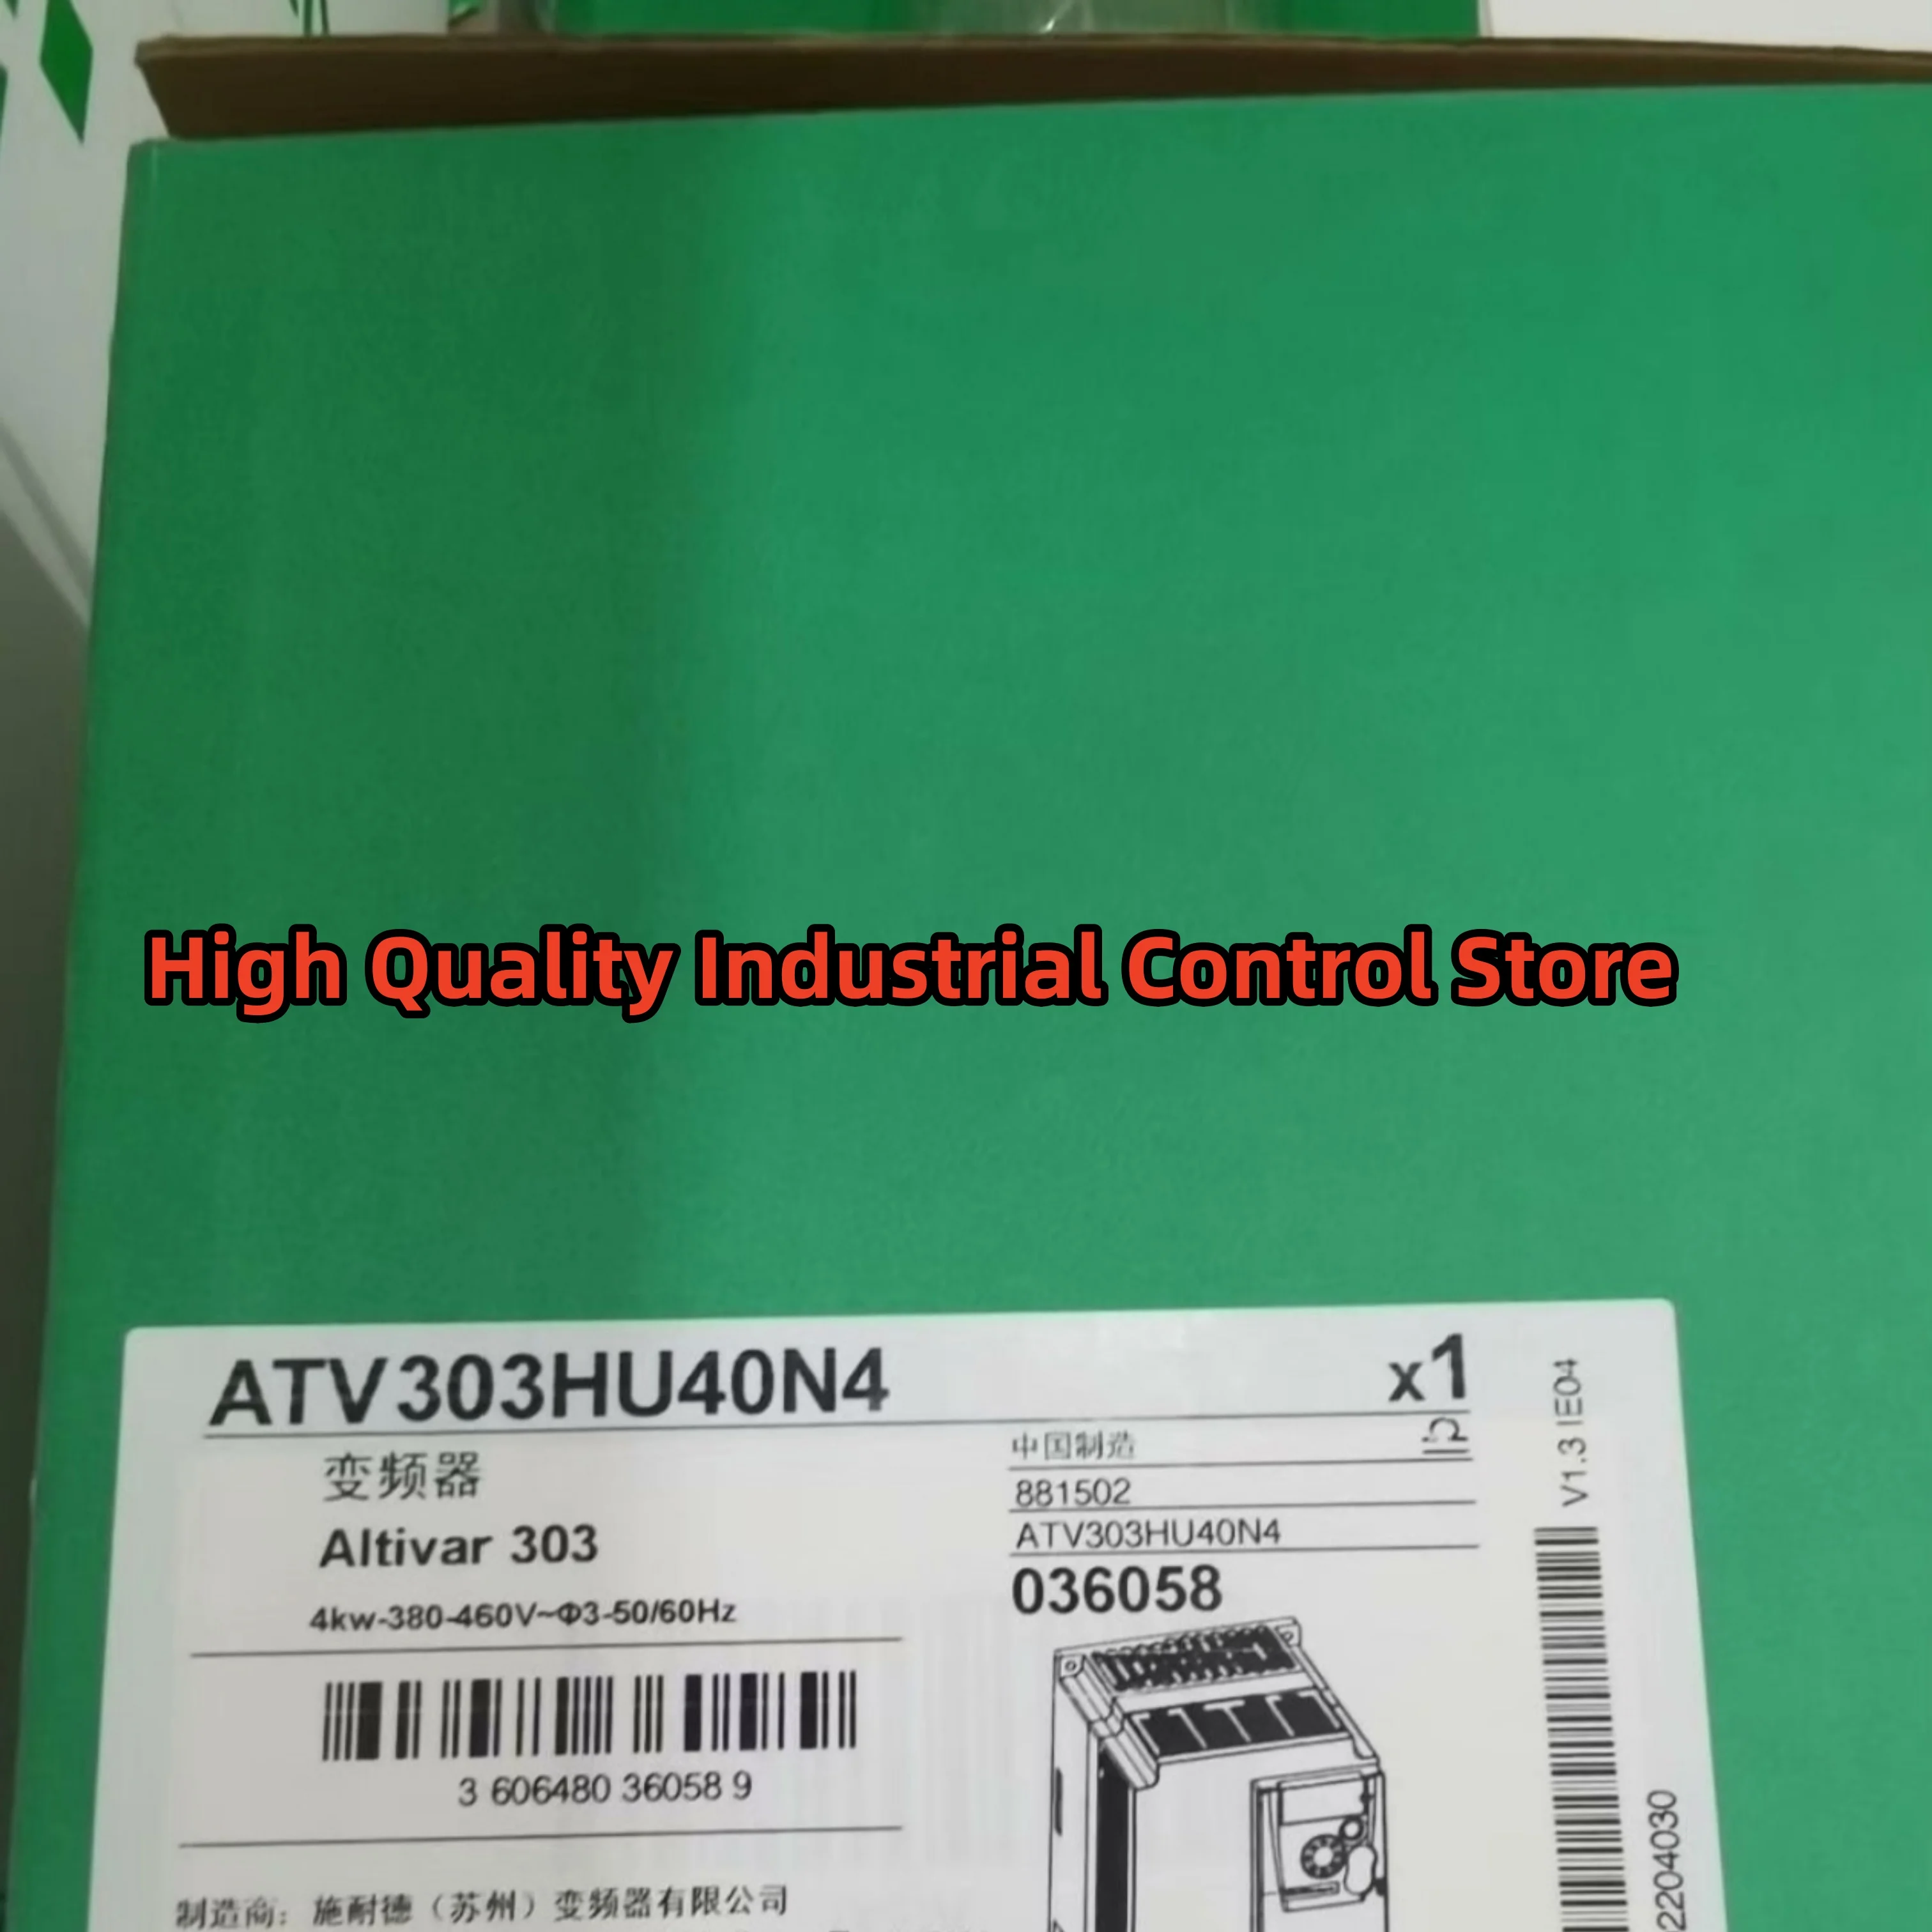 High Quality Industrial Control Store
ATV303HU40N4
x1
变频器
Altivar 303
4kw-380-460V~Φ3-50/60Hz
3 606480 36058 9
制造商：施耐德（苏州）变频器有限公司
中国制造
881502
ATV303HU40N4
036058
V1.3 IE04
2204030